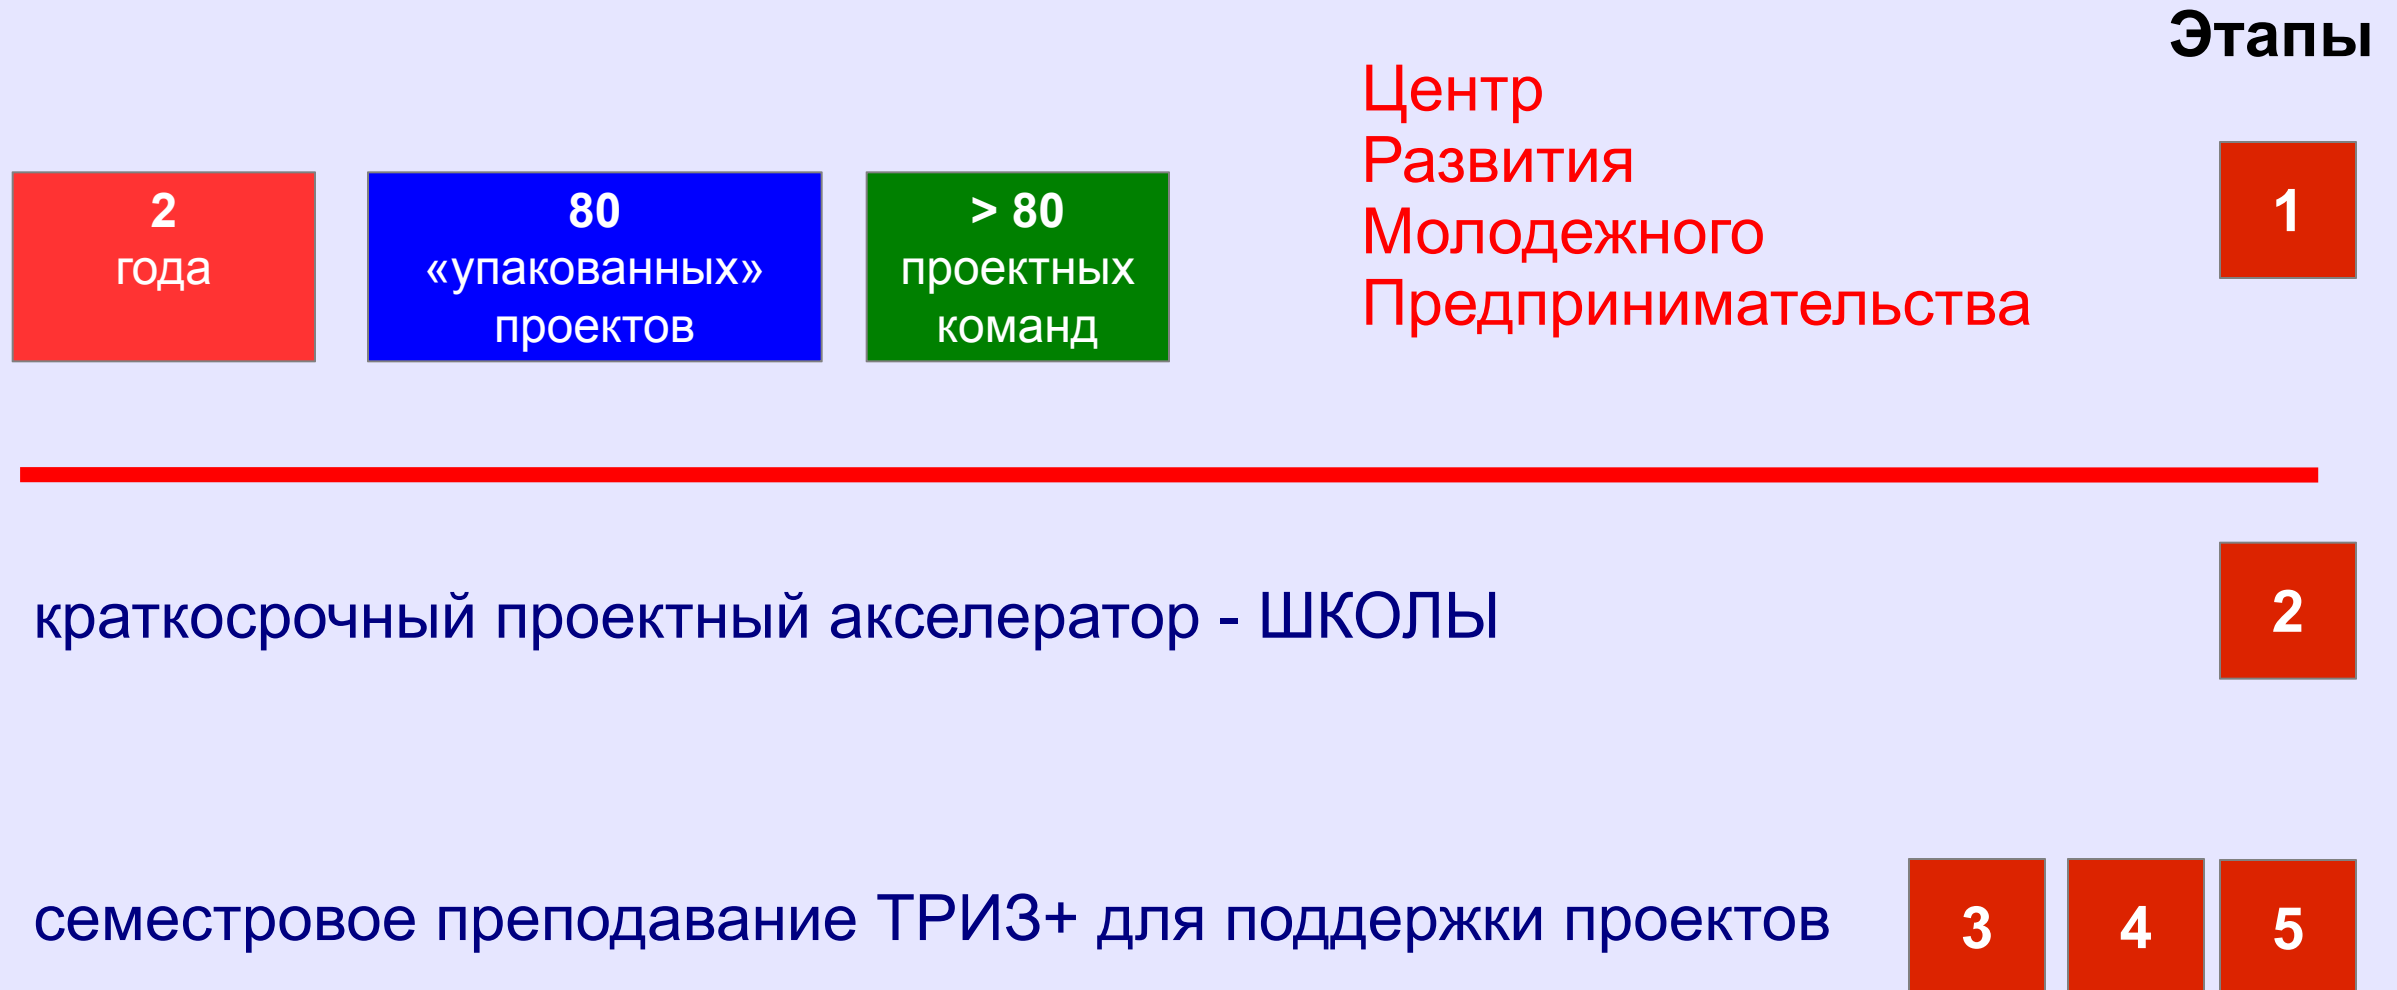 Этапы
Центр
Развития
Молодежного
Предпринимательства
1
2
года
80
«упакованных»
проектов
> 80
проектных
команд
краткосрочный проектный акселератор - ШКОЛЫ
2
семестровое преподавание ТРИЗ+ для поддержки проектов
3
4
5